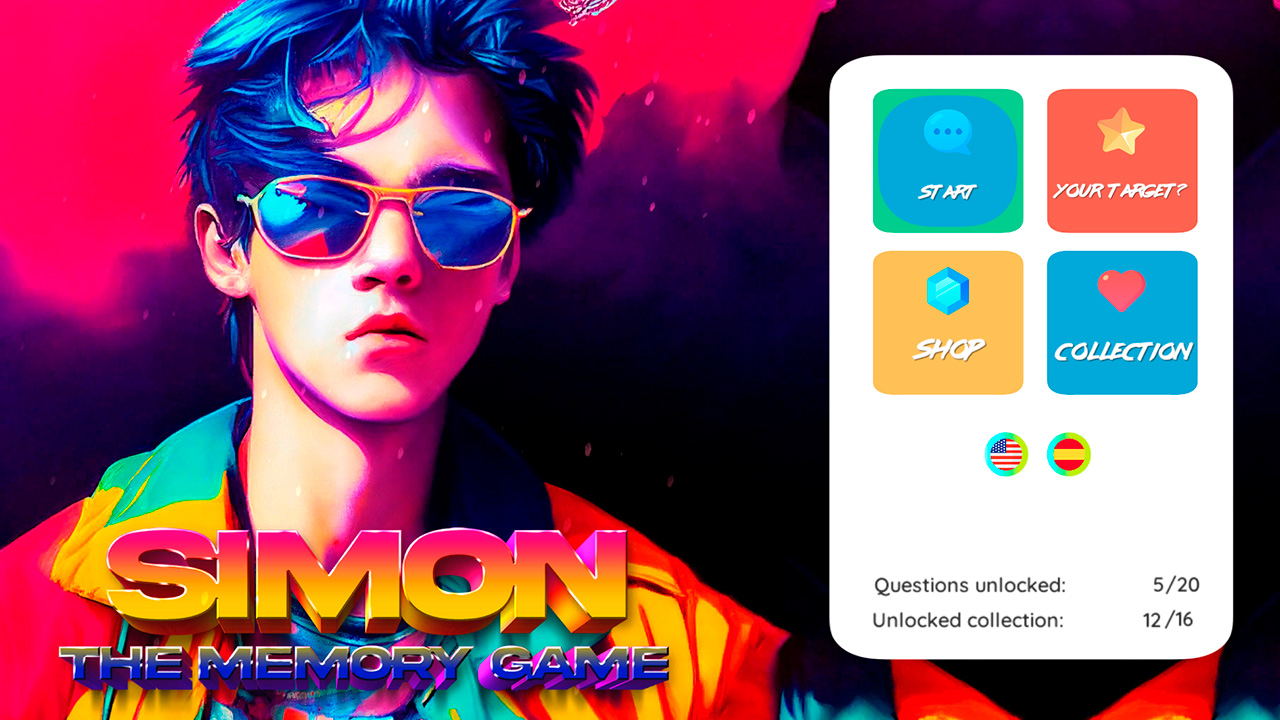 SIMON
THE MEMORY GAME
START
YOUR TARGET?
SHOP
COLLECTION
Questions unlocked: 5/20
Unlocked collection: 12/16